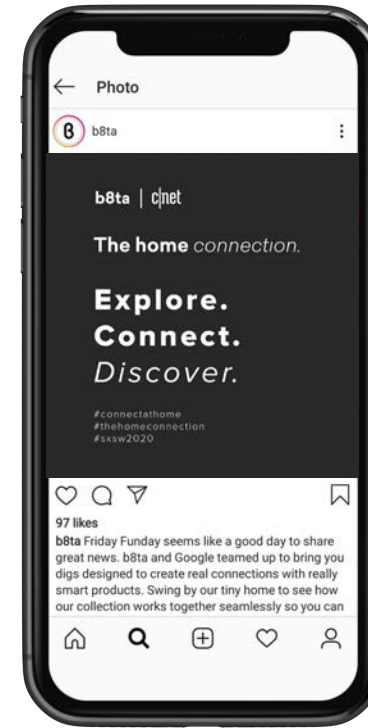 Photo
ß b8ta
b8ta | c|net
The home connection.
Explore.
Connect.
Discover.
#connectathome
#thehomeconnection
#sxsw2020
97 likes
b8ta Friday Funday seems like a good day to share
great news. b8ta and Google teamed up to bring you
digs designed to create real connections with really
smart products. Swing by our tiny home to see how
our collection works together seamlessly so you can